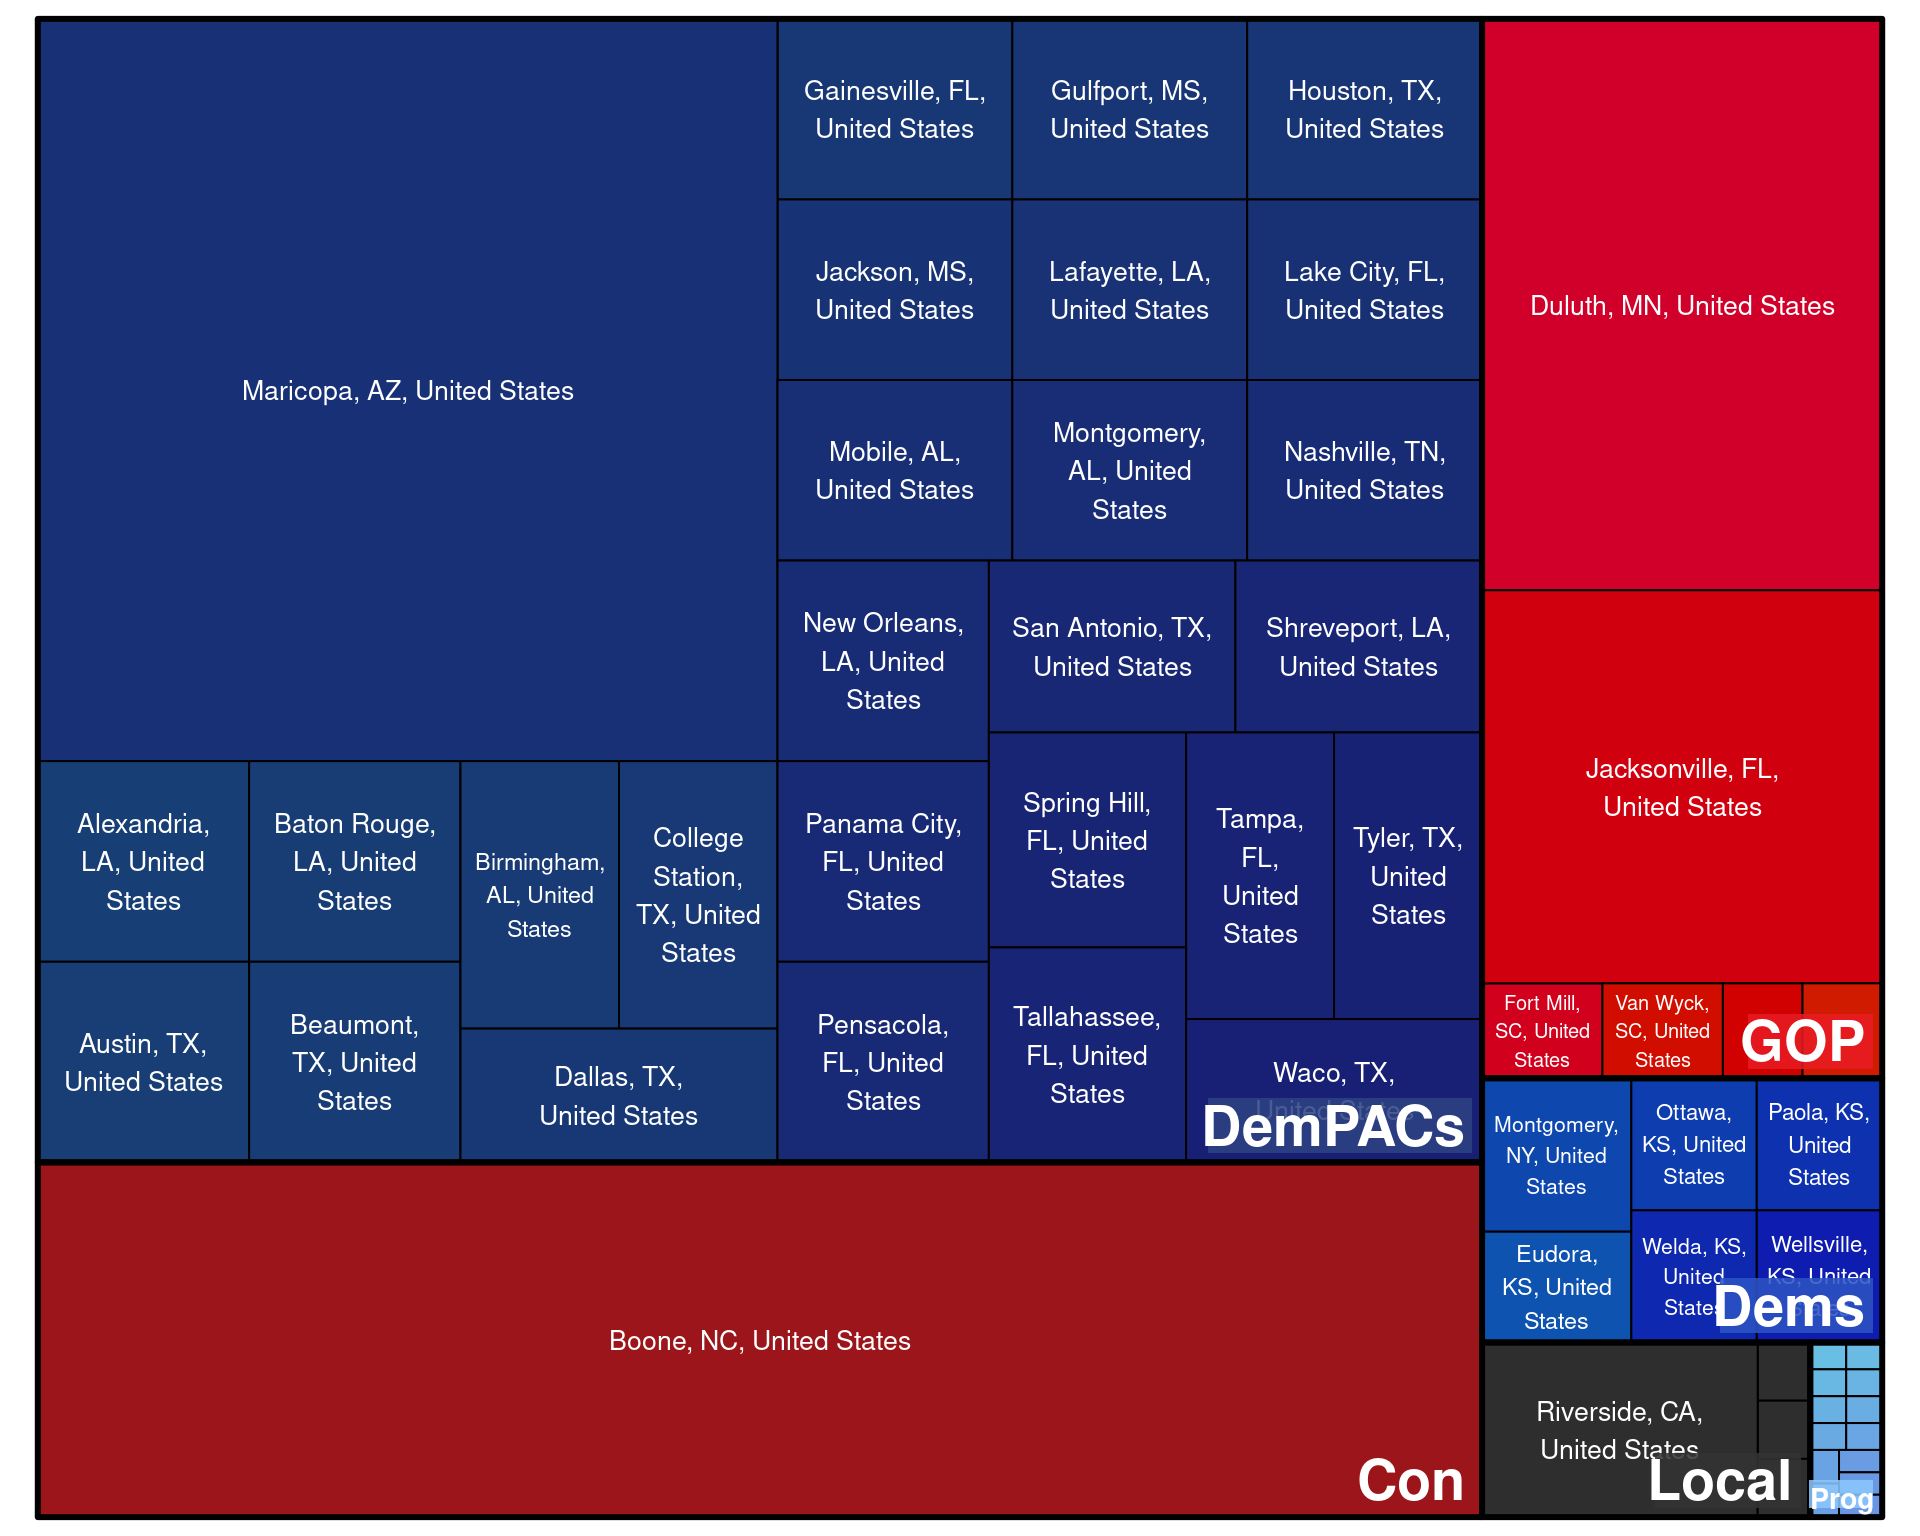 Maricopa, AZ, United States
Gainesville, FL,
United States
Gulfport, MS,
United States
Houston, TX,
United States
Jackson, MS,
United States
Lafayette, LA,
United States
Lake City, FL,
United States
Mobile, AL,
United States
Montgomery,
AL, United
States
Nashville, TN,
United States
New Orleans,
LA, United
States
San Antonio, TX,
United States
Shreveport, LA,
United States
Alexandria,
LA, United
States
Baton Rouge,
LA, United
States
Birmingham,
AL, United
States
College
Station,
TX, United
States
Panama City,
FL, United
States
Spring Hill,
FL, United
States
Tampa,
FL,
United
States
Tyler, TX,
United
States
Austin, TX,
United States
Beaumont,
TX, United
States
Dallas, TX,
United States
Pensacola,
FL, United
States
Tallahassee,
FL, United
States
Waco, TX,
United States
DemPACs
Boone, NC, United States
Con
Duluth, MN, United States
Jacksonville, FL,
United States
Fort Mill,
SC, United
States
Van Wyck,
SC, United
States
GOP
Montgomery,
NY, United
States
Ottawa,
KS, United
States
Paola, KS,
United
States
Eudora,
KS, United
States
Welda, KS,
United
States
Wellsville,
KS, United
Dems
Riverside, CA,
United States
Local
Prog